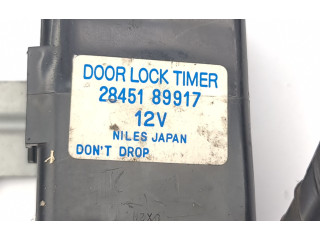 DOOR LOCK TIMER
28451 89917
12V
NILES JAPAN
DON'T DROP